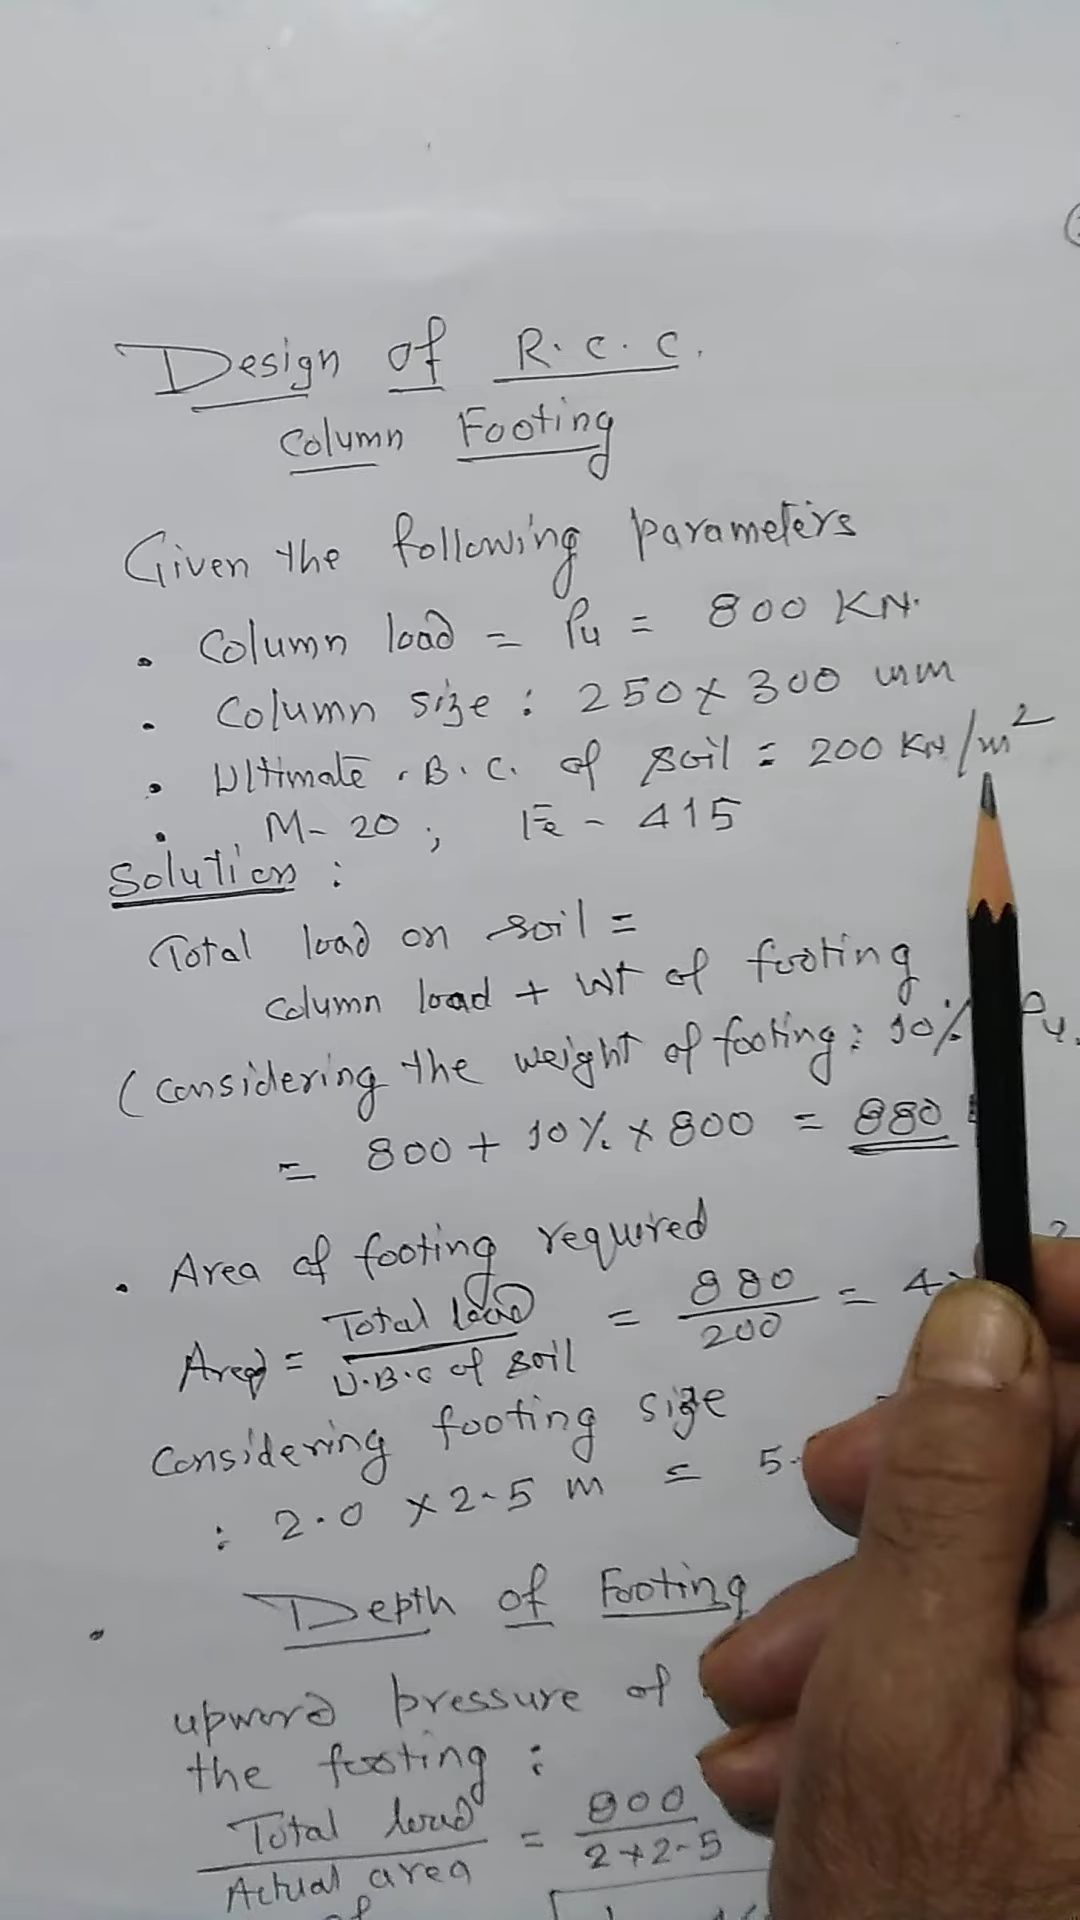 Design of R.C.C.
Column Footing
Given the following parameters
• Column load = Pu = 800 KN.
• Column size : 250 x 300 mm
• Ultimate B.C. of soil = 200 KN/m²
• M-20 ; Fe - 415
Solution :
Total load on soil =
Column load + Wt of footing
(Considering the weight of footing : 10% Pu.
= 800 + 10% x 800 = 880
• Area of footing required
Areq = Total load / U.B.C of soil = 880 / 200 = 4
Considering footing size
: 2.0 x 2.5 m = 5.
• Depth of Footing
upward pressure of
the footing :
Total load / Actual area = 800 / 2x2.5
of